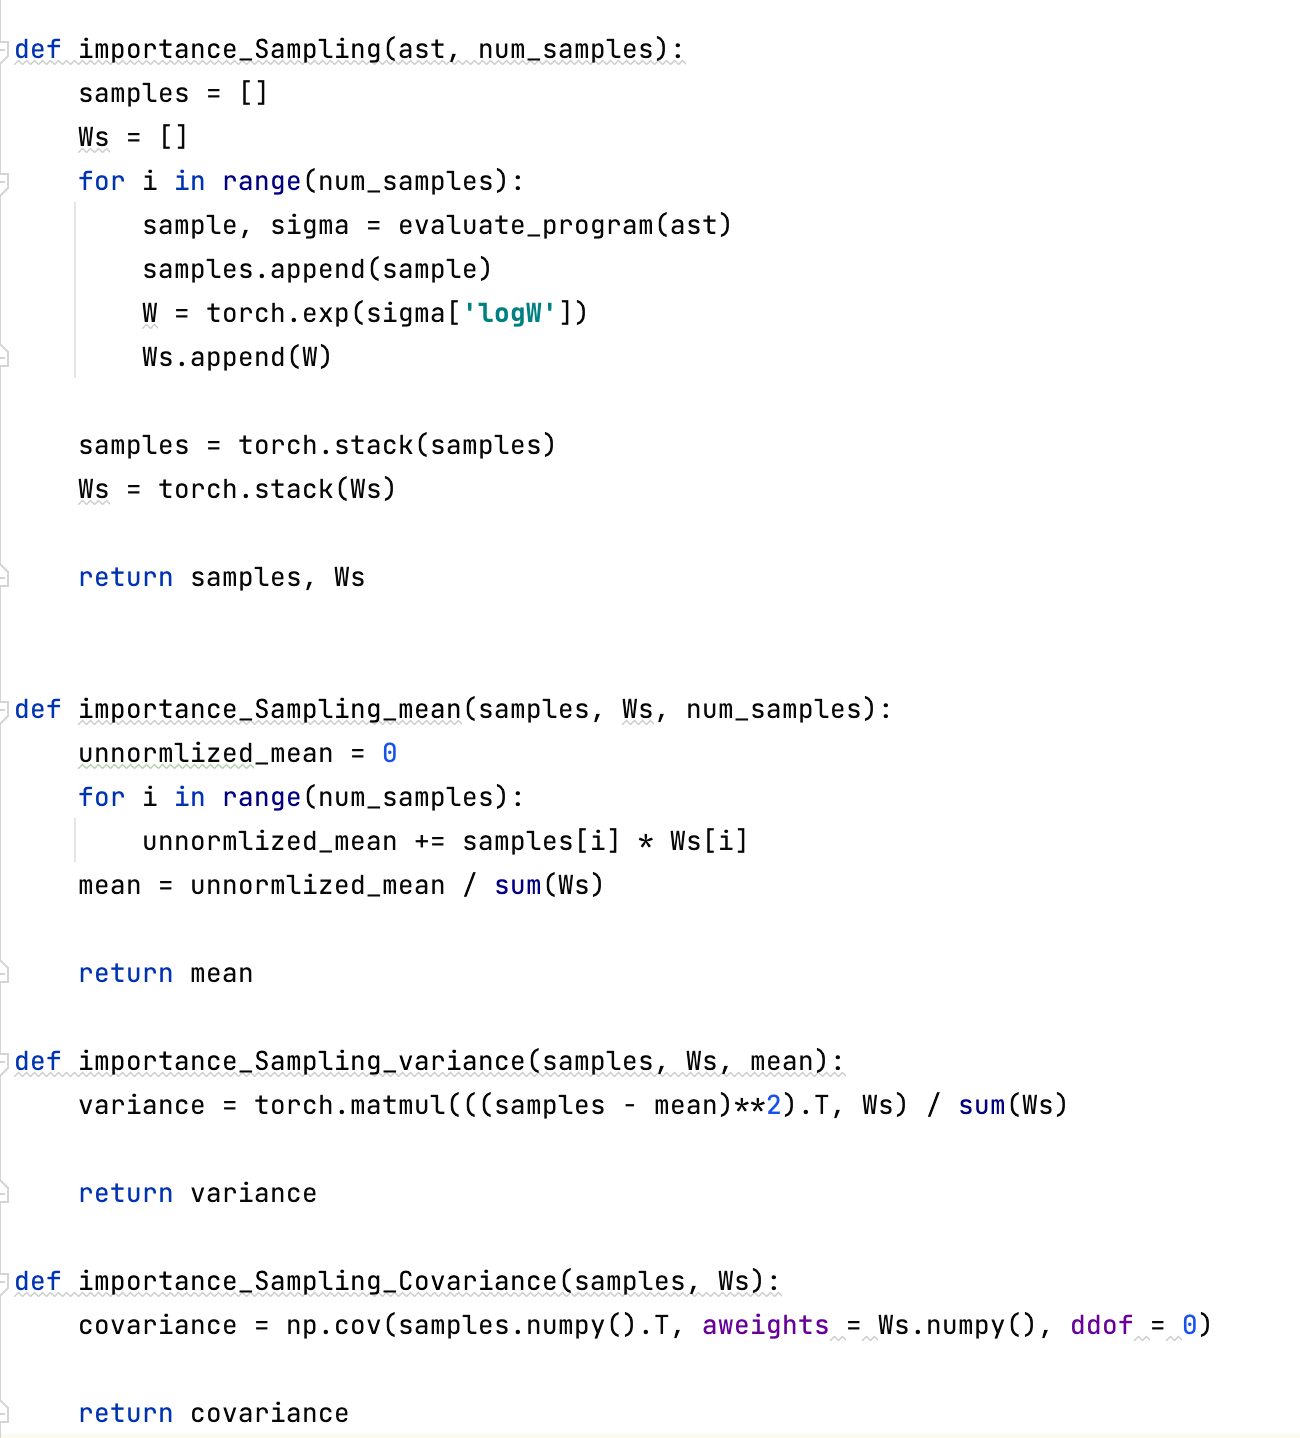 def importance_Sampling(ast, num_samples):
    samples = []
    Ws = []
    for i in range(num_samples):
        sample, sigma = evaluate_program(ast)
        samples.append(sample)
        W = torch.exp(sigma['logW'])
        Ws.append(W)

    samples = torch.stack(samples)
    Ws = torch.stack(Ws)

    return samples, Ws


def importance_Sampling_mean(samples, Ws, num_samples):
    unnormlized_mean = 0
    for i in range(num_samples):
        unnormlized_mean += samples[i] * Ws[i]
    mean = unnormlized_mean / sum(Ws)

    return mean

def importance_Sampling_variance(samples, Ws, mean):
    variance = torch.matmul(((samples - mean)**2).T, Ws) / sum(Ws)

    return variance

def importance_Sampling_Covariance(samples, Ws):
    covariance = np.cov(samples.numpy().T, aweights = Ws.numpy(), ddof = 0)

    return covariance